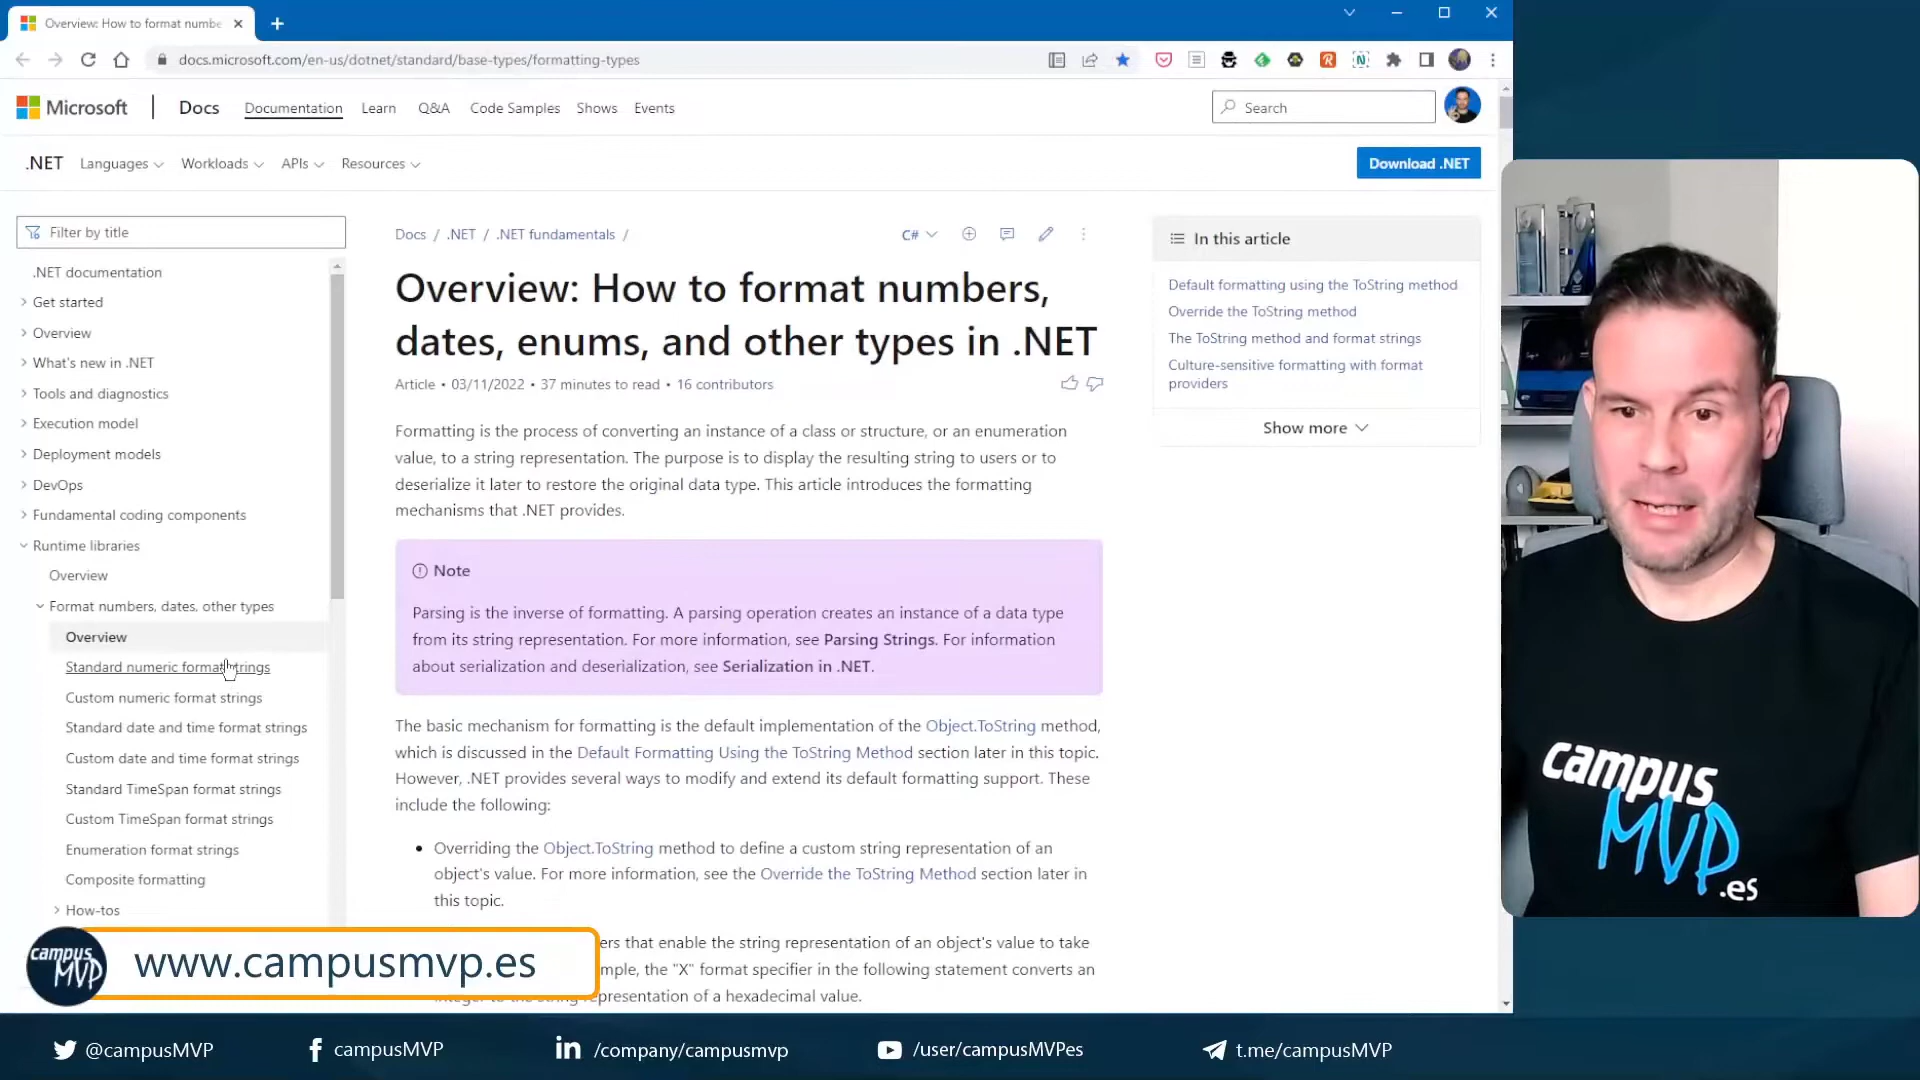 Overview: How to format numbe
docs.microsoft.com/en-us/dotnet/standard/base-types/formatting-types
Microsoft
Docs
Documentation
Learn
Q&A
Code Samples
Shows
Events
Search
.NET
Languages
Workloads
APIs
Resources
Download .NET
Filter by title
.NET documentation
Get started
Overview
What's new in .NET
Tools and diagnostics
Execution model
Deployment models
DevOps
Fundamental coding components
Runtime libraries
Overview
Format numbers, dates, other types
Overview
Standard numeric format strings
Custom numeric format strings
Standard date and time format strings
Custom date and time format strings
Standard TimeSpan format strings
Custom TimeSpan format strings
Enumeration format strings
Composite formatting
How-tos
Docs / .NET / .NET fundamentals /
C#
Overview: How to format numbers,
dates, enums, and other types in .NET
Article • 03/11/2022 • 37 minutes to read • 16 contributors
Formatting is the process of converting an instance of a class or structure, or an enumeration
value, to a string representation. The purpose is to display the resulting string to users or to
deserialize it later to restore the original data type. This article introduces the formatting
mechanisms that .NET provides.
Note
Parsing is the inverse of formatting. A parsing operation creates an instance of a data type
from its string representation. For more information, see Parsing Strings. For information
about serialization and deserialization, see Serialization in .NET.
The basic mechanism for formatting is the default implementation of the Object.ToString method,
which is discussed in the Default Formatting Using the ToString Method section later in this topic.
However, .NET provides several ways to modify and extend its default formatting support. These
include the following:
• Overriding the Object.ToString method to define a custom string representation of an
object's value. For more information, see the Override the ToString Method section later in
this topic.
ers that enable the string representation of an object's value to take
mple, the "X" format specifier in the following statement converts an
representation of a hexadecimal value.
In this article
Default formatting using the ToString method
Override the ToString method
The ToString method and format strings
Culture-sensitive formatting with format
providers
Show more
campus
MVP
.es
campus
MVP
www.campusmvp.es
@campusMVP
campusMVP
/company/campusmvp
/user/campusMVPes
t.me/campusMVP